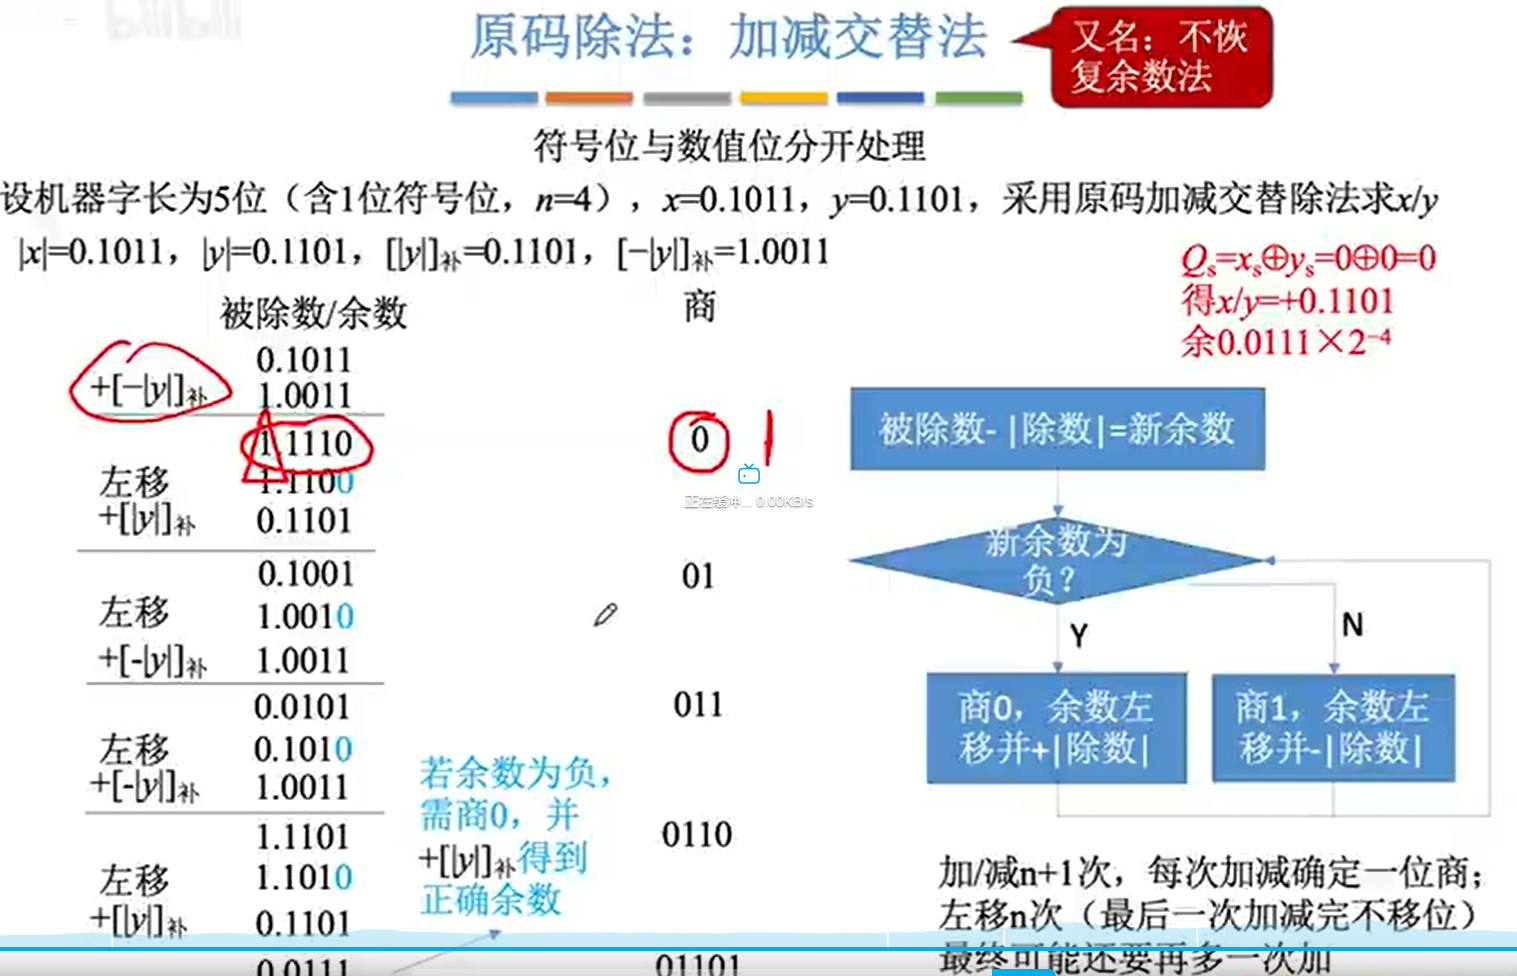 原码除法：加减交替法
又名：不恢
复余数法
符号位与数值位分开处理
设机器字长为5位（含1位符号位，n=4），x=0.1011，y=0.1101，采用原码加减交替除法求x/y
|x|=0.1011，|y|=0.1101，[|y|]补=0.1101，[−|y|]补=1.0011
Qs=xs⊕ys=0⊕0=0
得x/y=+0.1101
余0.0111×2⁻⁴
被除数/余数 商
0.1011
+[−|y|]补 1.0011
1.1110 0 1
左移 1.1100
+[|y|]补 0.1101
0.1001 01
左移 1.0010
+[-|y|]补 1.0011
0.0101 011
左移 0.1010
+[-|y|]补 1.0011
1.1101 0110
左移 1.1010
+[|y|]补 0.1101
0.0111 01101
正在缓冲... 0.00KB/s
若余数为负，
需商0，并
+[|y|]补得到
正确余数
被除数- |除数|=新余数
新余数为
负？
Y
N
商0，余数左
移并+|除数|
商1，余数左
移并-|除数|
加/减n+1次，每次加减确定一位商；
左移n次（最后一次加减完不移位）
最终可能还要再多一次加
bilibili